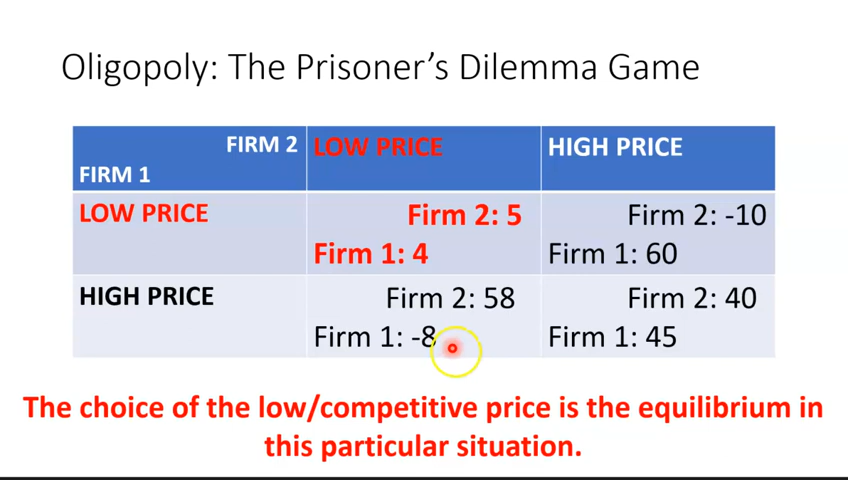 Oligopoly: The Prisoner's Dilemma Game
FIRM 2 LOW PRICE HIGH PRICE
FIRM 1
LOW PRICE Firm 2: 5 Firm 2: -10
Firm 1: 4 Firm 1: 60
HIGH PRICE Firm 2: 58 Firm 2: 40
Firm 1: -8 Firm 1: 45
The choice of the low/competitive price is the equilibrium in
this particular situation.